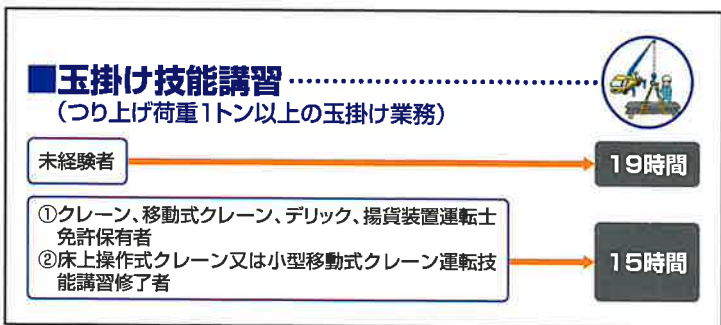 ■玉掛け技能講習
（つり上げ荷重1トン以上の玉掛け業務）
未経験者
19時間
①クレーン、移動式クレーン、デリック、揚貨装置運転士
免許保有者
②床上操作式クレーン又は小型移動式クレーン運転技
能講習修了者
15時間